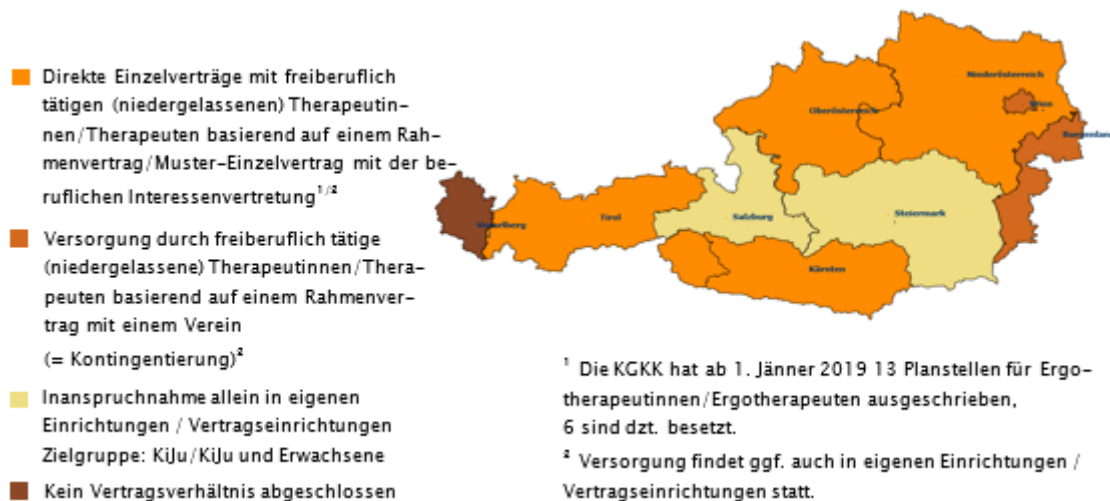 Direkte Einzelverträge mit freiberuflich
tätigen (niedergelassenen) Therapeutin-
nen/Therapeuten basierend auf einem Rah-
menvertrag/Muster-Einzelvertrag mit der be-
ruflichen Interessenvertretung¹/²
Versorgung durch freiberuflich tätige
(niedergelassene) Therapeutinnen/Thera-
peuten basierend auf einem Rahmenver-
trag mit einem Verein
(= Kontingentierung)²
Inanspruchnahme allein in eigenen
Einrichtungen / Vertragseinrichtungen
Zielgruppe: KiJu/KiJu und Erwachsene
Kein Vertragsverhältnis abgeschlossen
Niederösterreich
Wien
Oberösterreich
Burgenland
Vorarlberg
Tirol
Salzburg
Steiermark
Kärnten
¹ Die KGKK hat ab 1. Jänner 2019 13 Planstellen für Ergo-
therapeutinnen/Ergotherapeuten ausgeschrieben,
6 sind dzt. besetzt.
² Versorgung findet ggf. auch in eigenen Einrichtungen /
Vertragseinrichtungen statt.